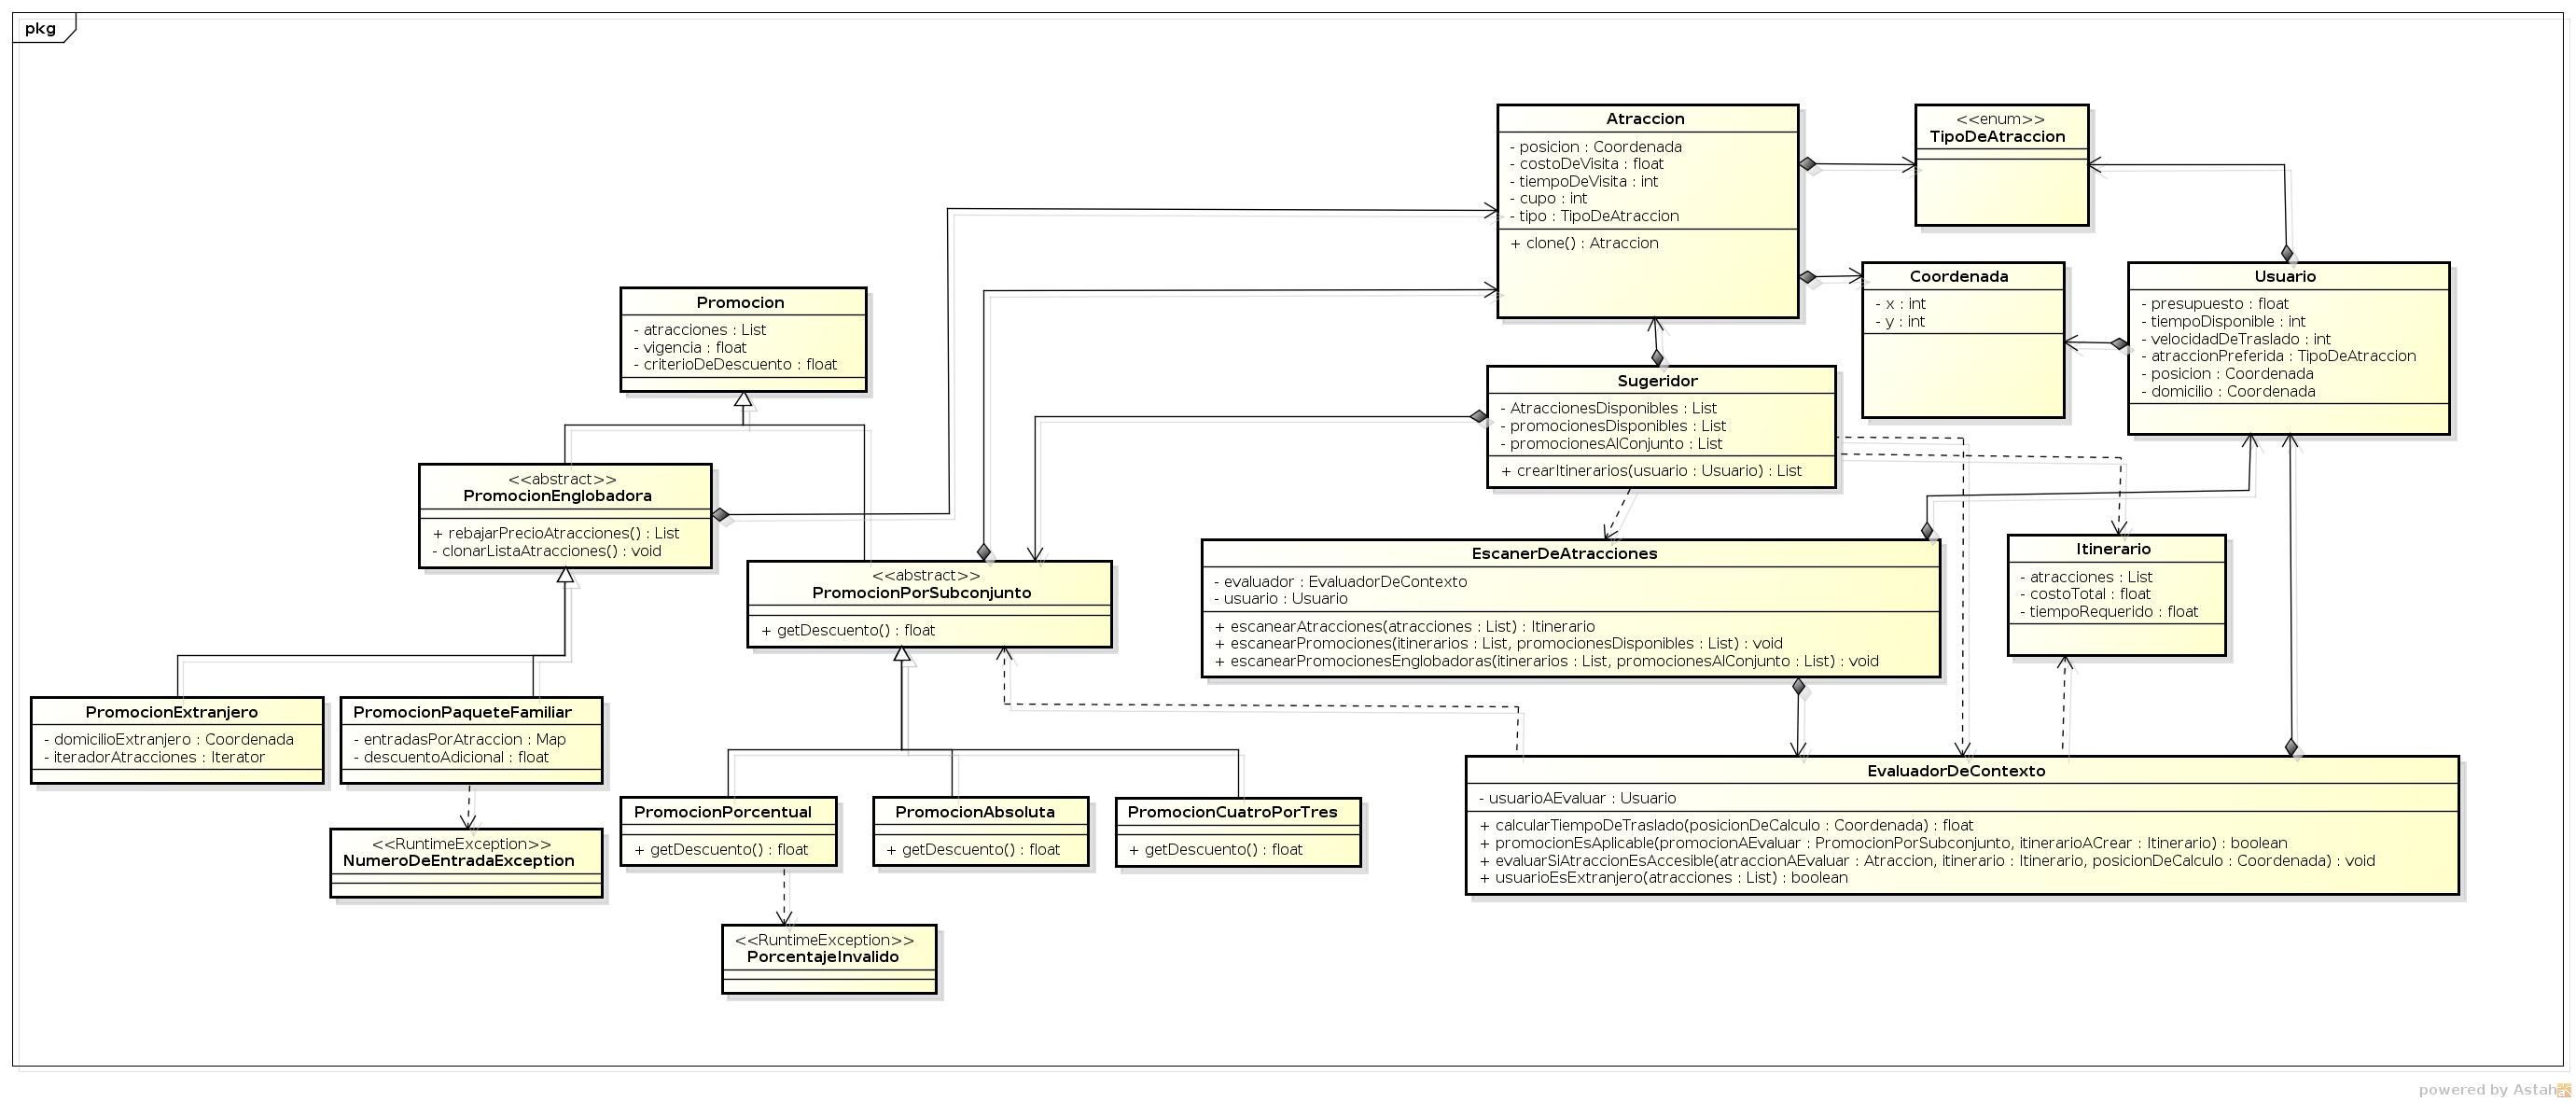 pkg
Atraccion
- posicion : Coordenada
- costoDeVisita : float
- tiempoDeVisita : int
- cupo : int
- tipo : TipoDeAtraccion
+ clone() : Atraccion
<<enum>>
TipoDeAtraccion
Coordenada
- x : int
- y : int
Usuario
- presupuesto : float
- tiempoDisponible : int
- velocidadDeTraslado : int
- atraccionPreferida : TipoDeAtraccion
- posicion : Coordenada
- domicilio : Coordenada
Promocion
- atracciones : List
- vigencia : float
- criterioDeDescuento : float
Sugeridor
- AtraccionesDisponibles : List
- promocionesDisponibles : List
- promocionesAlConjunto : List
+ crearItinerarios(usuario : Usuario) : List
<<abstract>>
PromocionEnglobadora
+ rebajarPrecioAtracciones() : List
- clonarListaAtracciones() : void
<<abstract>>
PromocionPorSubconjunto
+ getDescuento() : float
EscanerDeAtracciones
- evaluador : EvaluadorDeContexto
- usuario : Usuario
+ escanearAtracciones(atracciones : List) : Itinerario
+ escanearPromociones(itinerarios : List, promocionesDisponibles : List) : void
+ escanearPromocionesEnglobadoras(itinerarios : List, promocionesAlConjunto : List) : void
Itinerario
- atracciones : List
- costoTotal : float
- tiempoRequerido : float
PromocionExtranjero
- domicilioExtranjero : Coordenada
- iteradorAtracciones : Iterator
PromocionPaqueteFamiliar
- entradasPorAtraccion : Map
- descuentoAdicional : float
<<RuntimeException>>
NumeroDeEntradaException
PromocionPorcentual
+ getDescuento() : float
PromocionAbsoluta
+ getDescuento() : float
PromocionCuatroPorTres
+ getDescuento() : float
<<RuntimeException>>
PorcentajeInvalido
EvaluadorDeContexto
- usuarioAEvaluar : Usuario
+ calcularTiempoDeTraslado(posicionDeCalculo : Coordenada) : float
+ promocionEsAplicable(promocionAEvaluar : PromocionPorSubconjunto, itinerarioACrear : Itinerario) : boolean
+ evaluarSiAtraccionEsAccesible(atraccionAEvaluar : Atraccion, itinerario : Itinerario, posicionDeCalculo : Coordenada) : void
+ usuarioEsExtranjero(atracciones : List) : boolean
powered by Astah